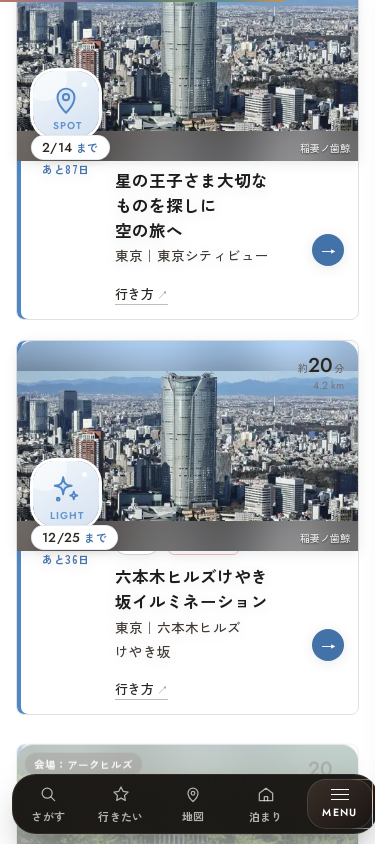 SPOT
2/14 まで
稲妻ノ歯鯨
あと87日
星の王子さま大切な
ものを探しに
空の旅へ
東京｜東京シティビュー
→
行き方 ↗
約20分
4.2 km
LIGHT
12/25 まで
稲妻ノ歯鯨
あと36日
六本木ヒルズけやき
坂イルミネーション
東京｜六本木ヒルズ
けやき坂
→
行き方 ↗
会場：アークヒルズ
20
さがす
行きたい
地図
泊まり
MENU